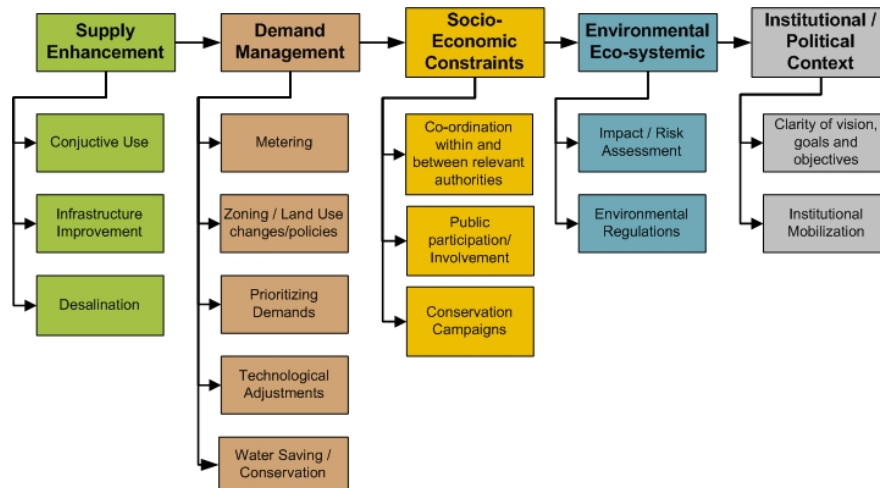 Supply
Enhancement
Demand
Management
Socio-
Economic
Constraints
Environmental
Eco-systemic
Institutional /
Political
Context
Conjuctive Use
Infrastructure
Improvement
Desalination
Metering
Zoning / Land Use
changes/policies
Prioritizing
Demands
Technological
Adjustments
Water Saving /
Conservation
Co-ordination
within and
between relevant
authorities
Public
participation/
Involvement
Conservation
Campaigns
Impact / Risk
Assessment
Environmental
Regulations
Clarity of vision,
goals and
objectives
Institutional
Mobilization